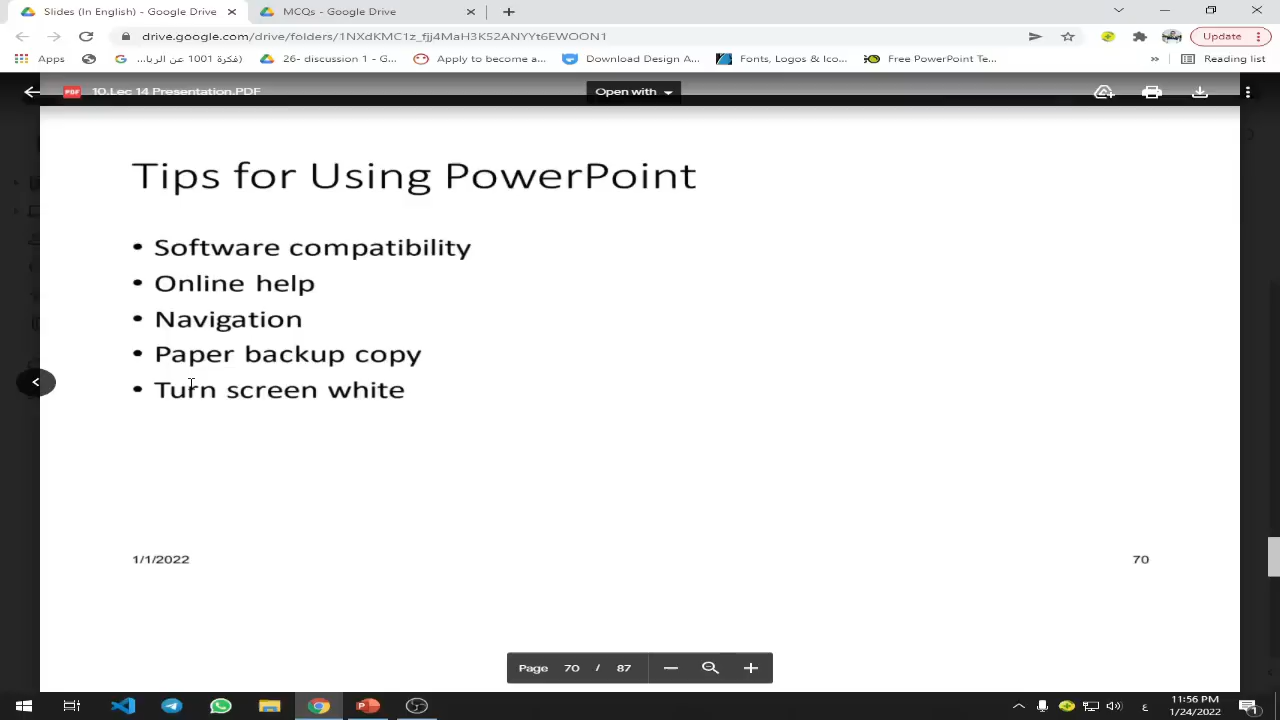 Slides (In English) - Google Drive
MCQs - Google Drive
drive.google.com/drive/folders/1NXdKMC1z_fjj4MaH3K52ANYYt6EWOON1
Update
Apps
26- discussion 1 - G...
Apply to become a...
Download Design A...
Fonts, Logos & Ico...
Free PowerPoint Te...
Reading list
PDF
10.Lec 14 Presentation.PDF
Open with
Tips for Using PowerPoint
• Software compatibility
• Online help
• Navigation
• Paper backup copy
• Turn screen white
1/1/2022
70
Page 70 / 87
11:56 PM
ع
1/24/2022